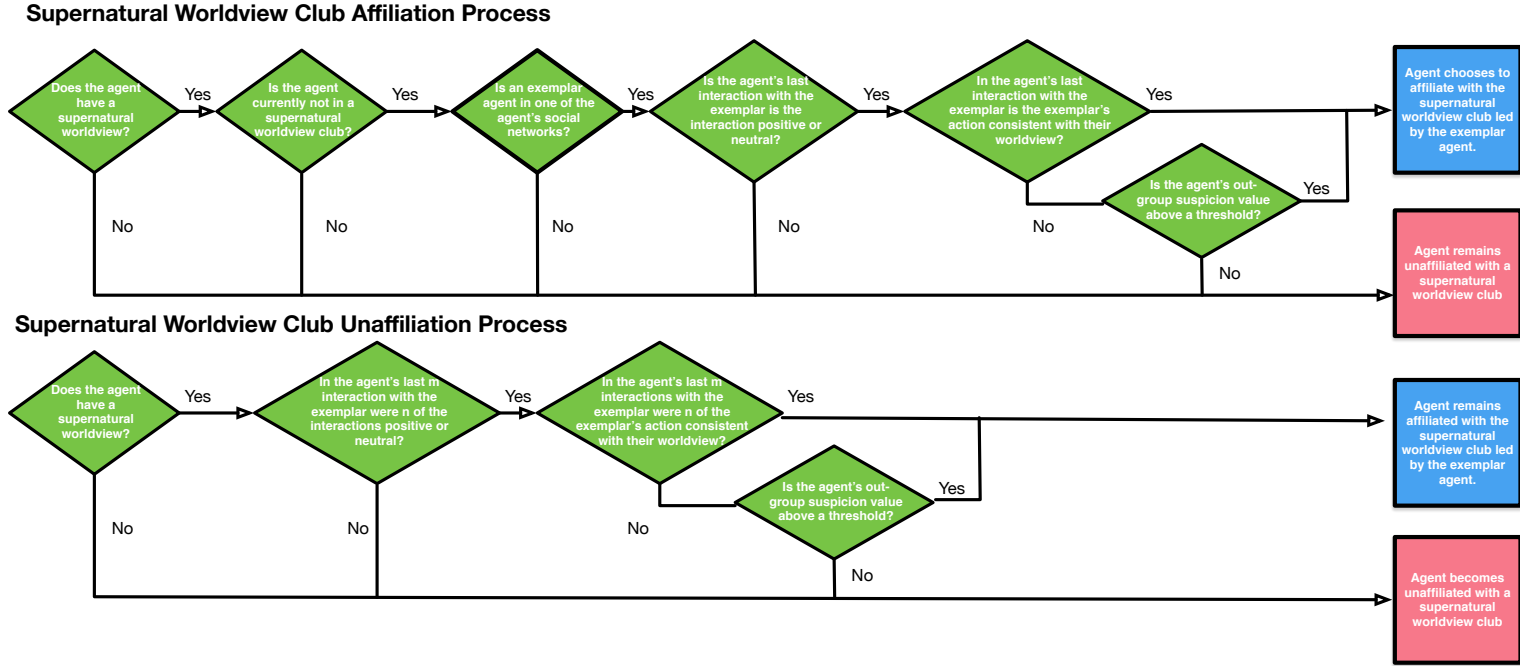 Supernatural Worldview Club Affiliation Process
Does the agent
have a
supernatural
worldview?
Yes
No
Is the agent
currently not in a
supernatural
worldview club?
Yes
No
Is an exemplar
agent in one of the
agent's social
networks?
Yes
No
Is the agent's last
interaction with the
exemplar is the
interaction positive or
neutral?
Yes
No
In the agent's last
interaction with the
exemplar is the exemplar's
action consistent with their
worldview?
Yes
No
Is the agent's out-
group suspicion value
above a threshold?
Yes
No
Agent chooses to
affiliate with the
supernatural
worldview club led
by the exemplar
agent.
Agent remains
unaffiliated with a
supernatural
worldview club
Supernatural Worldview Club Unaffiliation Process
Does the agent
have a
supernatural
worldview?
Yes
No
In the agent's last m
interaction with the
exemplar were n of the
interactions positive or
neutral?
Yes
No
In the agent's last m
interactions with the
exemplar were n of the
exemplar's action consistent
with their worldview?
Yes
No
Is the agent's out-
group suspicion value
above a threshold?
Yes
No
Agent remains
affiliated with the
supernatural
worldview club led
by the exemplar
agent.
Agent becomes
unaffiliated with a
supernatural
worldview club